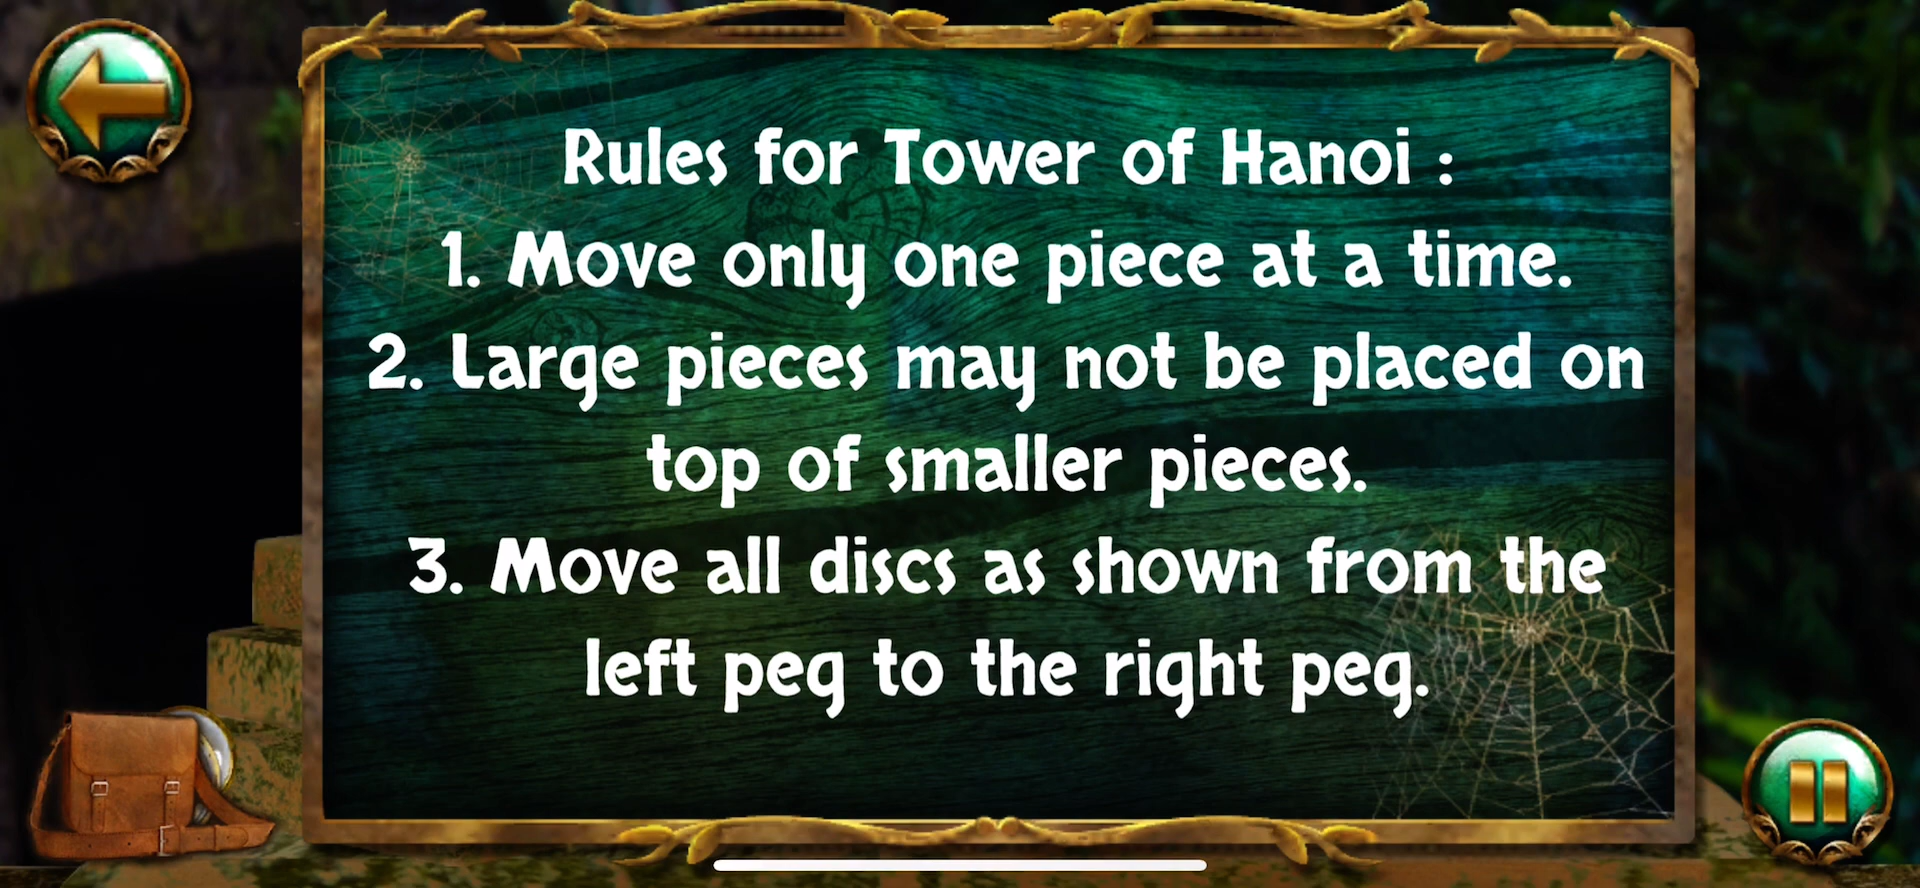 Rules for Tower of Hanoi :
1. Move only one piece at a time.
2. Large pieces may not be placed on
top of smaller pieces.
3. Move all discs as shown from the
left peg to the right peg.